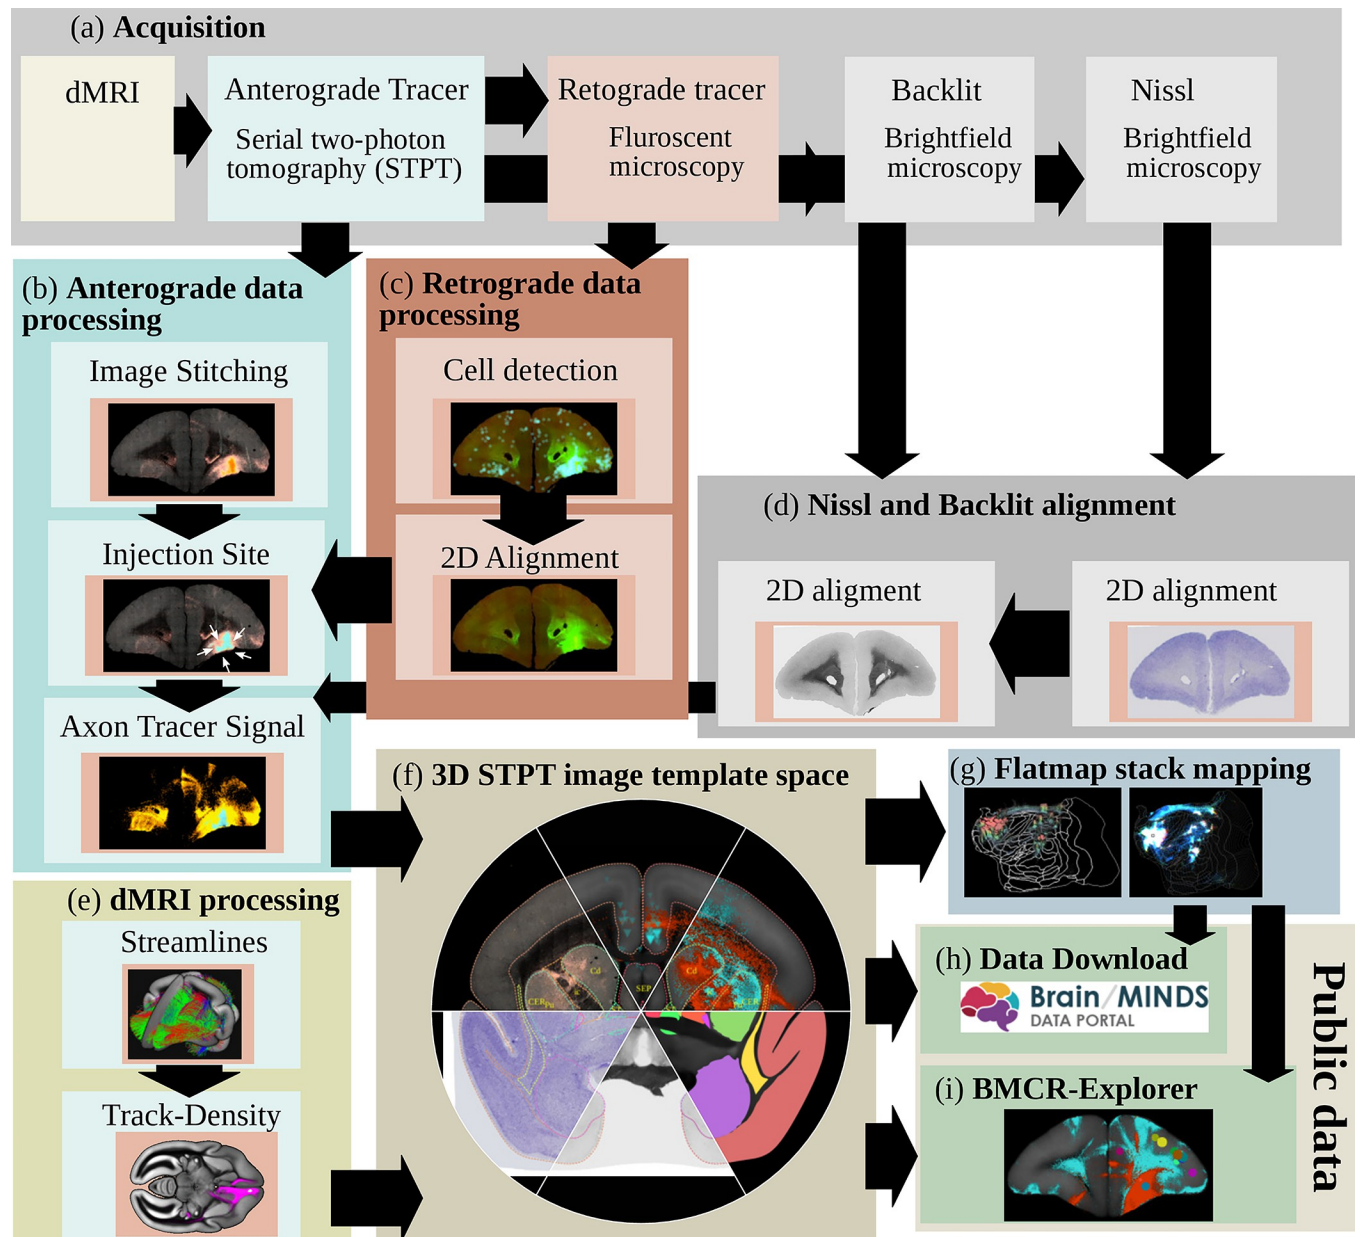 (a) Acquisition
dMRI
Anterograde Tracer
Serial two-photon
tomography (STPT)
Retograde tracer
Fluroscent
microscopy
Backlit
Brightfield
microscopy
Nissl
Brightfield
microscopy
(b) Anterograde data
processing
Image Stitching
Injection Site
Axon Tracer Signal
(c) Retrograde data
processing
Cell detection
2D Alignment
(d) Nissl and Backlit alignment
2D aligment
2D alignment
(e) dMRI processing
Streamlines
Track-Density
(f) 3D STPT image template space
Cd
SEP
Cd
(g) Flatmap stack mapping
(h) Data Download
Brain/MINDS
DATA PORTAL
(i) BMCR-Explorer
Public data